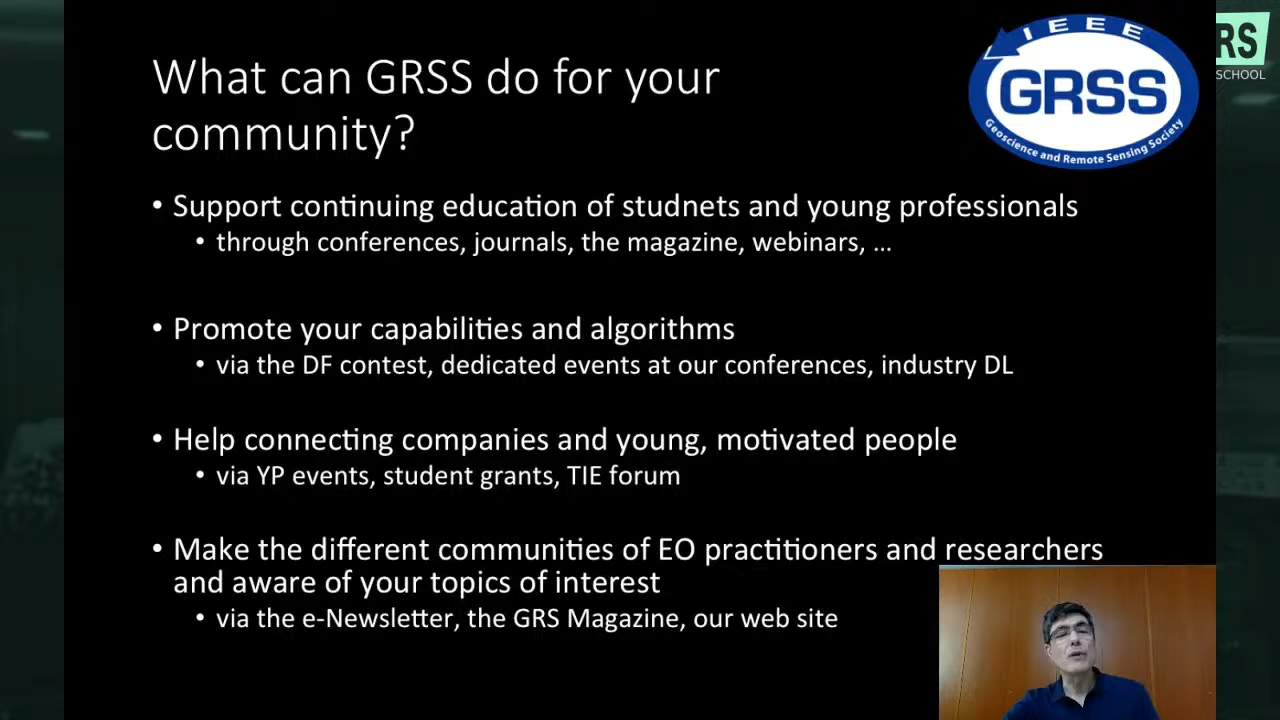 What can GRSS do for your
community?
IEEE
GRSS
Geoscience and Remote Sensing Society
RS
SCHOOL
• Support continuing education of studnets and young professionals
• through conferences, journals, the magazine, webinars, ...
• Promote your capabilities and algorithms
• via the DF contest, dedicated events at our conferences, industry DL
• Help connecting companies and young, motivated people
• via YP events, student grants, TIE forum
• Make the different communities of EO practitioners and researchers
and aware of your topics of interest
• via the e-Newsletter, the GRS Magazine, our web site